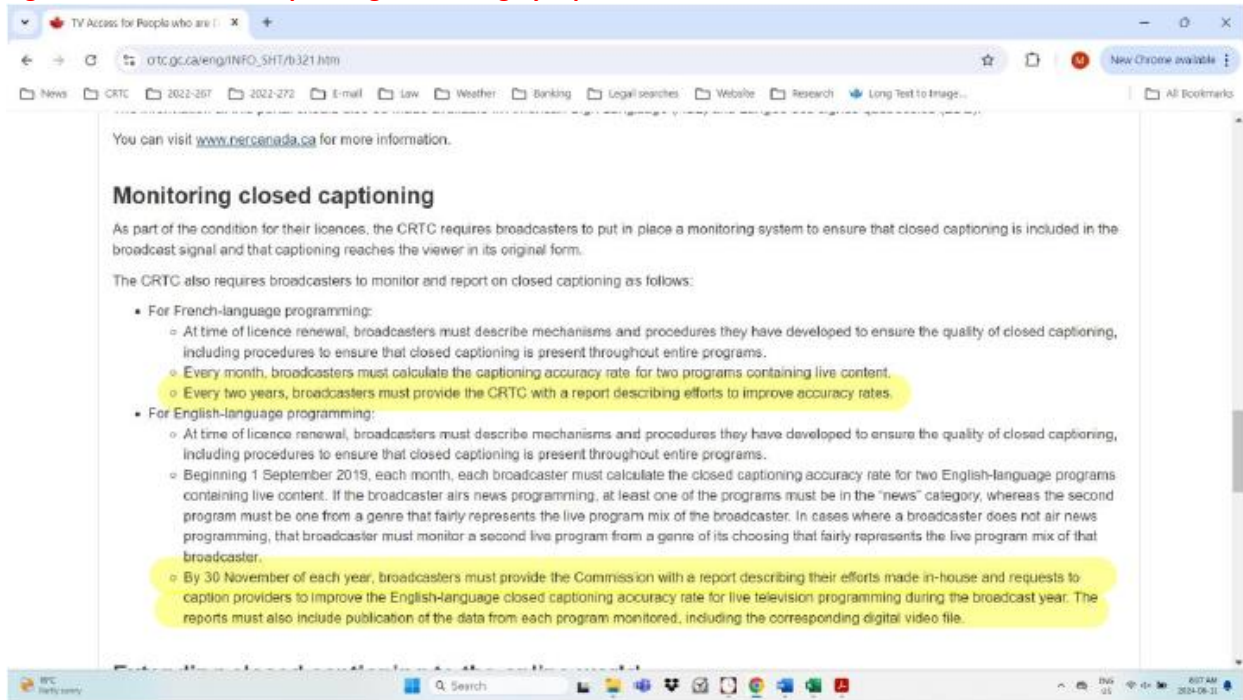 TV Access for People who are
crtc.gc.ca/eng/INFO_SHT/b321.htm
New Chrome available
News CRTC 2022-267 2022-272 E-mail Law Weather Banking Legal searches Website Research Long Text to Image... All Bookmarks
You can visit www.nercanada.ca for more information.
Monitoring closed captioning
As part of the condition for their licences, the CRTC requires broadcasters to put in place a monitoring system to ensure that closed captioning is included in the
broadcast signal and that captioning reaches the viewer in its original form.
The CRTC also requires broadcasters to monitor and report on closed captioning as follows:
• For French-language programming:
○ At time of licence renewal, broadcasters must describe mechanisms and procedures they have developed to ensure the quality of closed captioning,
including procedures to ensure that closed captioning is present throughout entire programs.
○ Every month, broadcasters must calculate the captioning accuracy rate for two programs containing live content.
○ Every two years, broadcasters must provide the CRTC with a report describing efforts to improve accuracy rates.
• For English-language programming:
○ At time of licence renewal, broadcasters must describe mechanisms and procedures they have developed to ensure the quality of closed captioning,
including procedures to ensure that closed captioning is present throughout entire programs.
○ Beginning 1 September 2019, each month, each broadcaster must calculate the closed captioning accuracy rate for two English-language programs
containing live content. If the broadcaster airs news programming, at least one of the programs must be in the "news" category, whereas the second
program must be one from a genre that fairly represents the live program mix of the broadcaster. In cases where a broadcaster does not air news
programming, that broadcaster must monitor a second live program from a genre of its choosing that fairly represents the live program mix of that
broadcaster.
○ By 30 November of each year, broadcasters must provide the Commission with a report describing their efforts made in-house and requests to
caption providers to improve the English-language closed captioning accuracy rate for live television programming during the broadcast year. The
reports must also include publication of the data from each program monitored, including the corresponding digital video file.
Search
ENG
US
8:07 AM